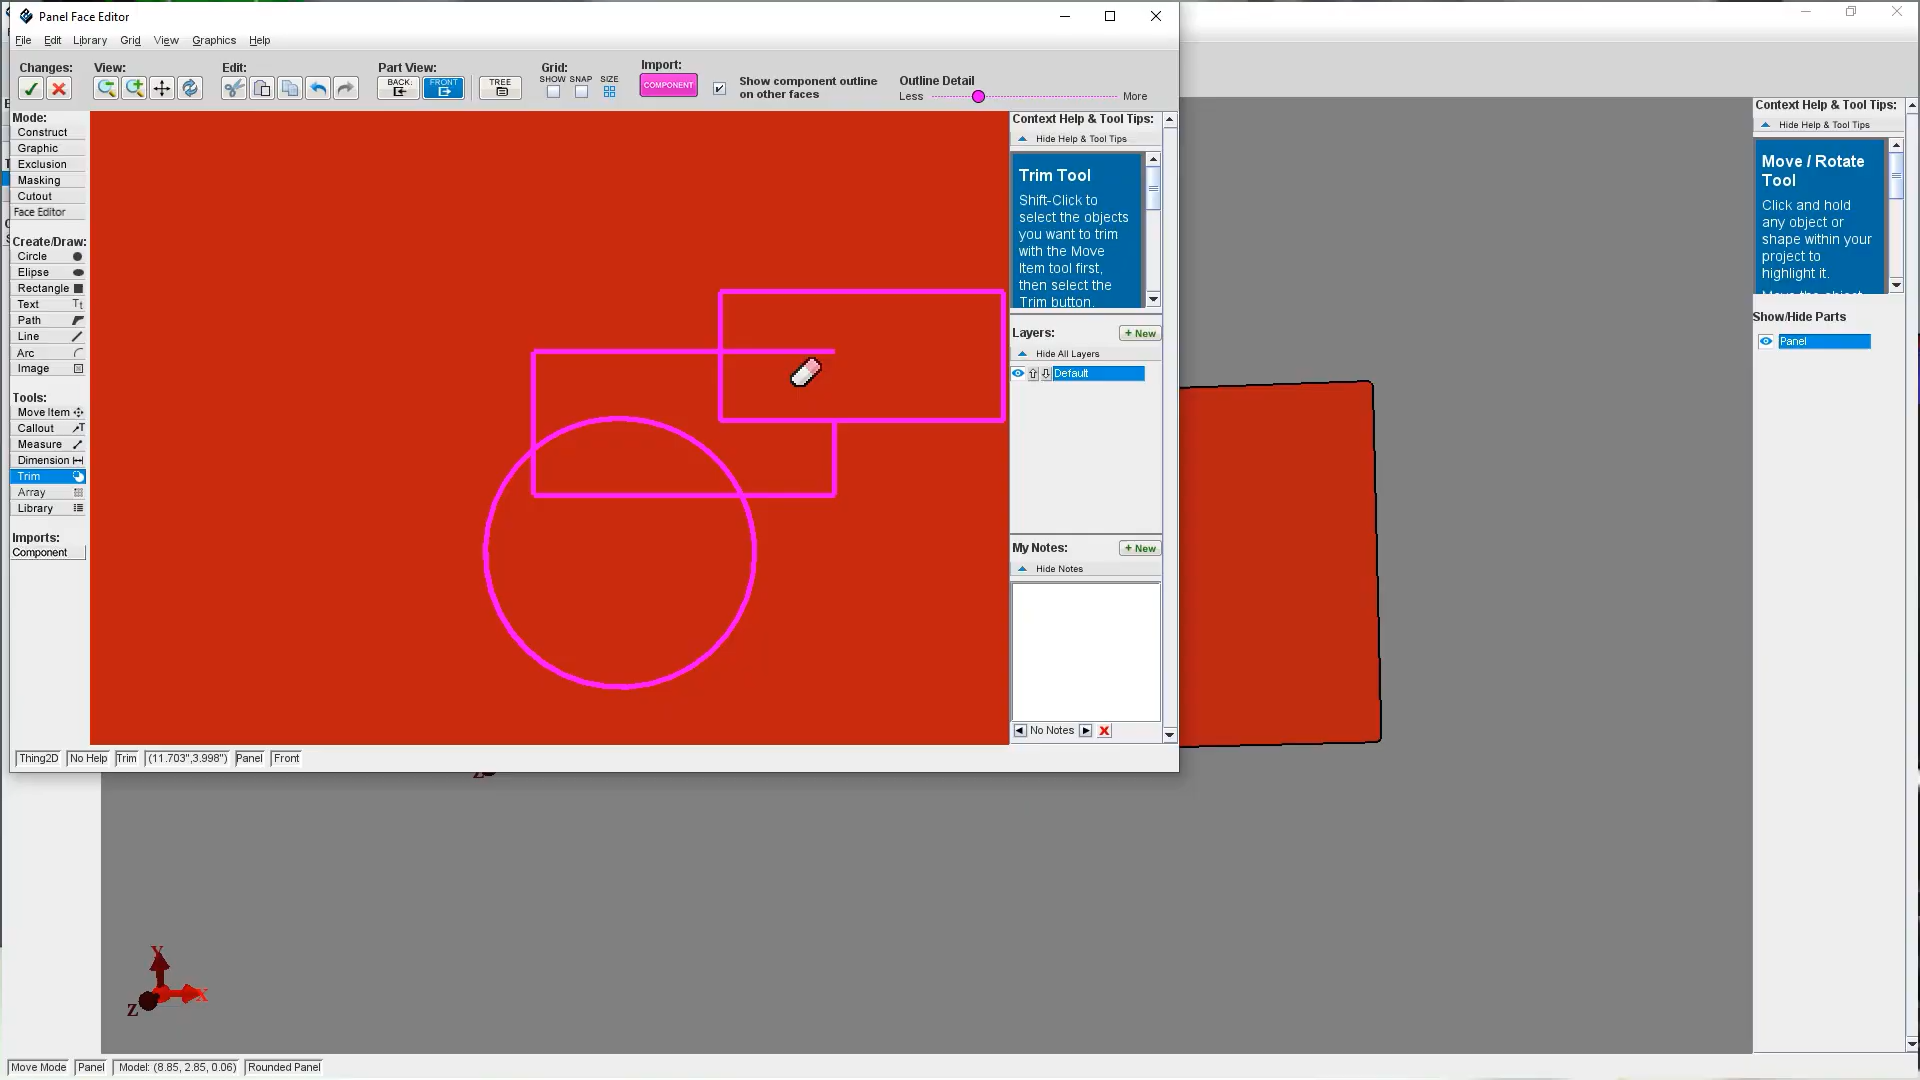 Panel Face Editor
File Edit Library Grid View Graphics Help
Changes:
View:
Edit:
Part View:
BACK:
FRONT
TREE
Grid:
SHOW SNAP SIZE
Import:
COMPONENT
Show component outline
on other faces
Outline Detail
Less
More
Mode:
Construct
Graphic
Exclusion
Masking
Cutout
Face Editor
Create/Draw:
Circle
Elipse
Rectangle
Text
Path
Line
Arc
Image
Tools:
Move Item
Callout
Measure
Dimension
Trim
Array
Library
Imports:
Component
Context Help & Tool Tips:
Hide Help & Tool Tips
Trim Tool
Shift-Click to
select the objects
you want to trim
with the Move
Item tool first,
then select the
Trim button.
Layers:
+ New
Hide All Layers
Default
My Notes:
+ New
Hide Notes
No Notes
Thing2D No Help Trim (11.703",3.998") Panel Front
Context Help & Tool Tips:
Hide Help & Tool Tips
Move / Rotate
Tool
Click and hold
any object or
shape within your
project to
highlight it.
Show/Hide Parts
Panel
Y
X
Z
Move Mode Panel Model: (8.85, 2.85, 0.06) Rounded Panel